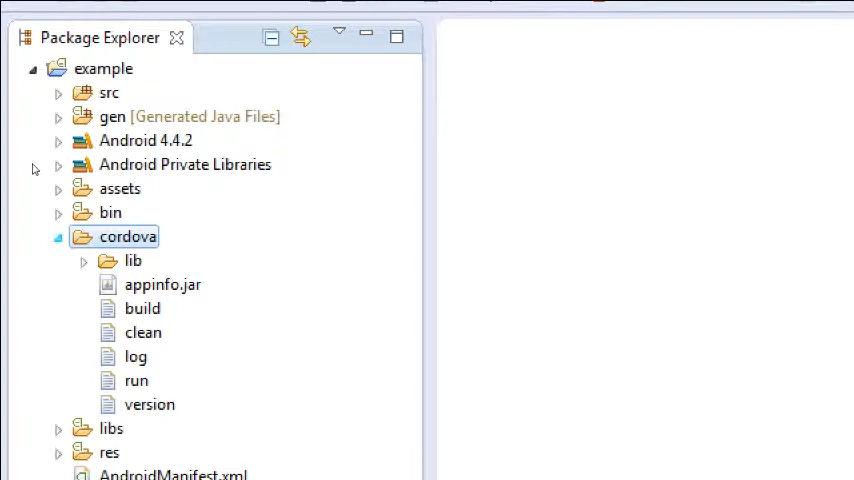 Package Explorer
example
src
gen [Generated Java Files]
Android 4.4.2
Android Private Libraries
assets
bin
cordova
lib
appinfo.jar
build
clean
log
run
version
libs
res
AndroidManifest.xml